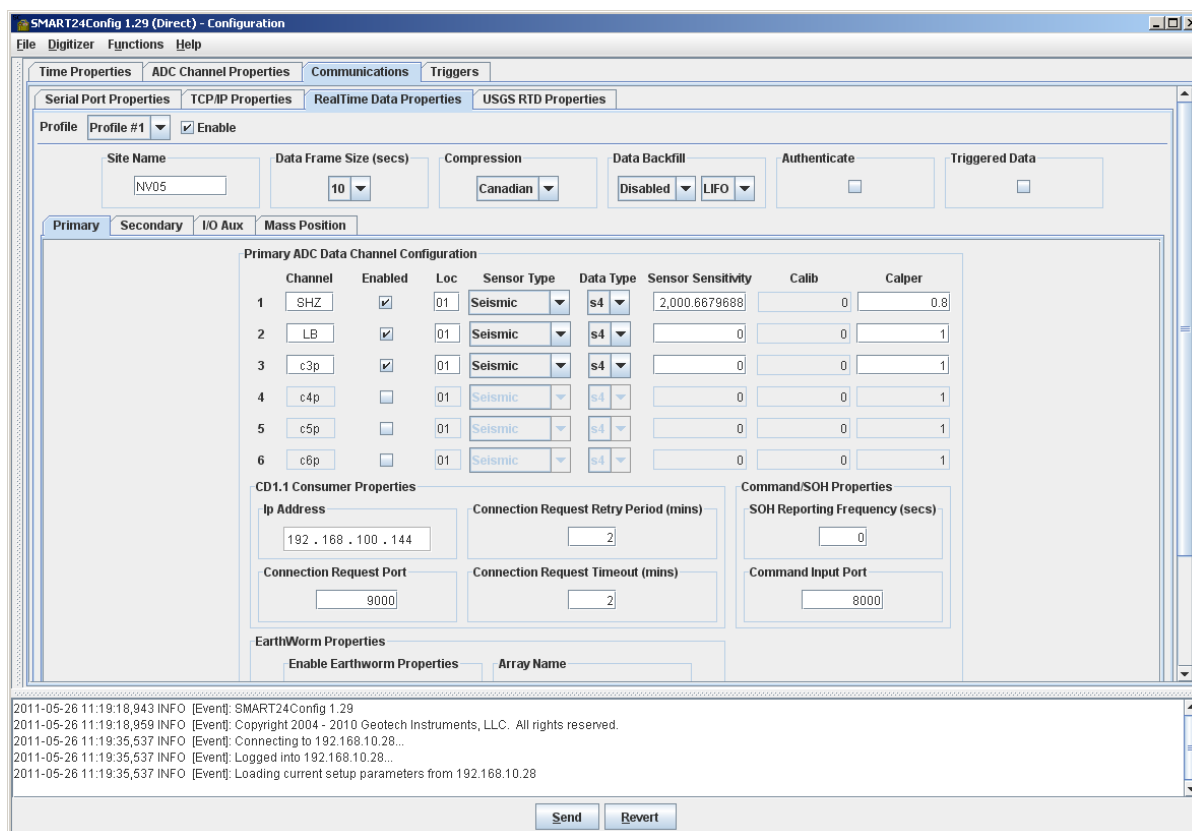 SMART24Config 1.29 (Direct) - Configuration
File Digitizer Functions Help
Time Properties ADC Channel Properties Communications Triggers
Serial Port Properties TCP/IP Properties RealTime Data Properties USGS RTD Properties
Profile Profile #1 Enable
Site Name Data Frame Size (secs) Compression Data Backfill Authenticate Triggered Data
NV05 10 Canadian Disabled LIFO
Primary Secondary I/O Aux Mass Position
Primary ADC Data Channel Configuration
Channel Enabled Loc Sensor Type Data Type Sensor Sensitivity Calib Calper
1 SHZ 01 Seismic s4 2,000.6679688 0 0.8
2 LB 01 Seismic s4 0 0 1
3 c3p 01 Seismic s4 0 0 1
4 c4p 01 Seismic s4 0 0 1
5 c5p 01 Seismic s4 0 0 1
6 c6p 01 Seismic s4 0 0 1
CD1.1 Consumer Properties Command/SOH Properties
Ip Address Connection Request Retry Period (mins) SOH Reporting Frequency (secs)
192 . 168 . 100 . 144 2 0
Connection Request Port Connection Request Timeout (mins) Command Input Port
9000 2 8000
EarthWorm Properties
Enable Earthworm Properties Array Name
2011-05-26 11:19:18,943 INFO [Event]: SMART24Config 1.29
2011-05-26 11:19:18,959 INFO [Event]: Copyright 2004 - 2010 Geotech Instruments, LLC. All rights reserved.
2011-05-26 11:19:35,537 INFO [Event]: Connecting to 192.168.10.28...
2011-05-26 11:19:35,537 INFO [Event]: Logged into 192.168.10.28...
2011-05-26 11:19:35,537 INFO [Event]: Loading current setup parameters from 192.168.10.28
Send Revert